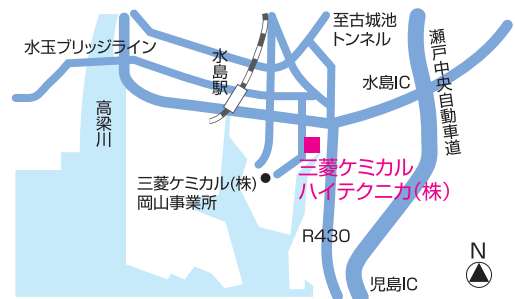 至古城池
トンネル
水玉ブリッジライン
水島駅
瀬戸中央自動車道
水島IC
高梁川
三菱ケミカル
ハイテクニカ(株)
三菱ケミカル(株)
岡山事業所
R430
N
児島IC